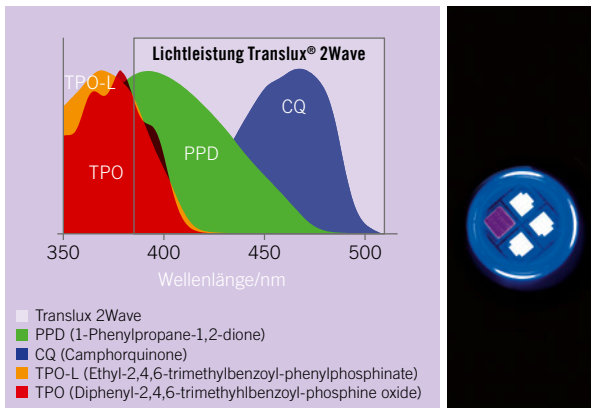 Lichtleistung Translux® 2Wave
TPO-L
CQ
PPD
TPO
350 400 450 500
Wellenlänge/nm
Translux 2Wave
PPD (1-Phenylpropane-1,2-dione)
CQ (Camphorquinone)
TPO-L (Ethyl-2,4,6-trimethylbenzoyl-phenylphosphinate)
TPO (Diphenyl-2,4,6-trimethyhlbenzoyl-phosphine oxide)